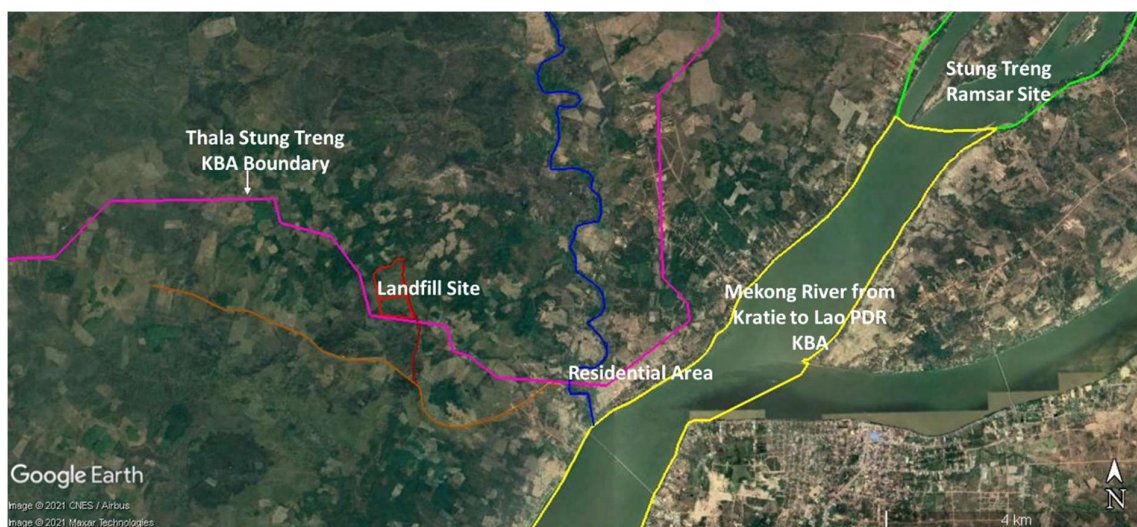 Stung Treng
Ramsar Site
Thala Stung Treng
KBA Boundary
Landfill Site
Mekong River from
Kratie to Lao PDR
KBA
Residential Area
Google Earth
Image © 2021 CNES / Airbus
Image © 2021 Maxar Technologies
N
4 km